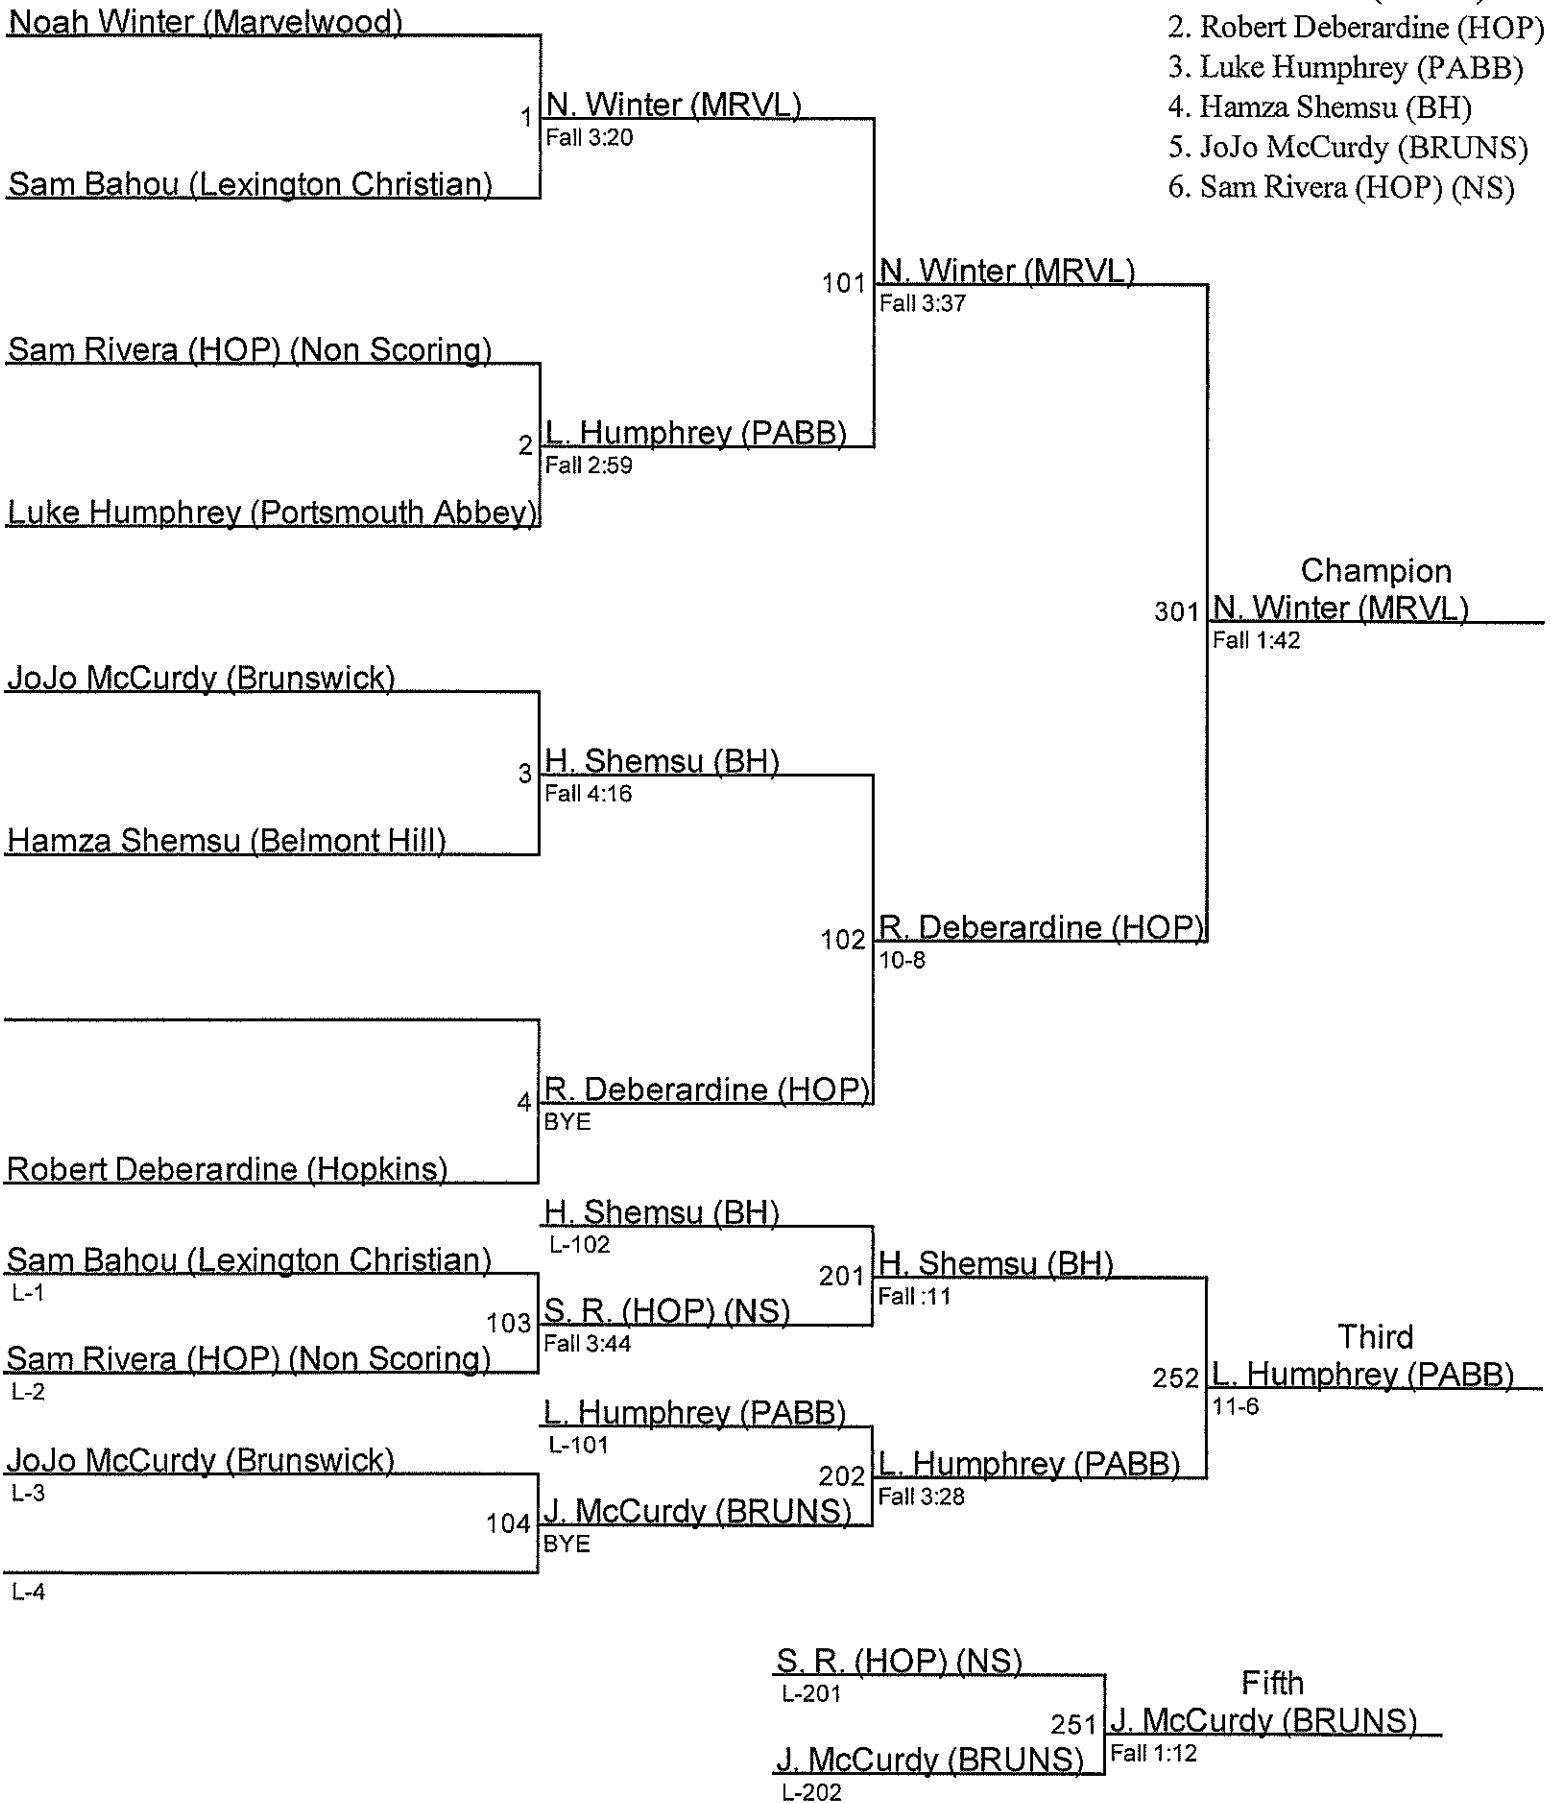 2. Robert Deberardine (HOP)
3. Luke Humphrey (PABB)
4. Hamza Shemsu (BH)
5. JoJo McCurdy (BRUNS)
6. Sam Rivera (HOP) (NS)
Noah Winter (Marvelwood)
1 N. Winter (MRVL)
Fall 3:20
Sam Bahou (Lexington Christian)
101 N. Winter (MRVL)
Fall 3:37
Sam Rivera (HOP) (Non Scoring)
2 L. Humphrey (PABB)
Fall 2:59
Luke Humphrey (Portsmouth Abbey)
Champion
301 N. Winter (MRVL)
Fall 1:42
JoJo McCurdy (Brunswick)
3 H. Shemsu (BH)
Fall 4:16
Hamza Shemsu (Belmont Hill)
102 R. Deberardine (HOP)
10-8
4 R. Deberardine (HOP)
BYE
Robert Deberardine (Hopkins)
H. Shemsu (BH)
L-102
Sam Bahou (Lexington Christian)
L-1
201 H. Shemsu (BH)
Fall :11
103 S. R. (HOP) (NS)
Fall 3:44
Sam Rivera (HOP) (Non Scoring)
L-2
Third
252 L. Humphrey (PABB)
11-6
L. Humphrey (PABB)
L-101
JoJo McCurdy (Brunswick)
L-3
202 L. Humphrey (PABB)
Fall 3:28
104 J. McCurdy (BRUNS)
BYE
L-4
S. R. (HOP) (NS)
L-201
Fifth
251 J. McCurdy (BRUNS)
Fall 1:12
J. McCurdy (BRUNS)
L-202